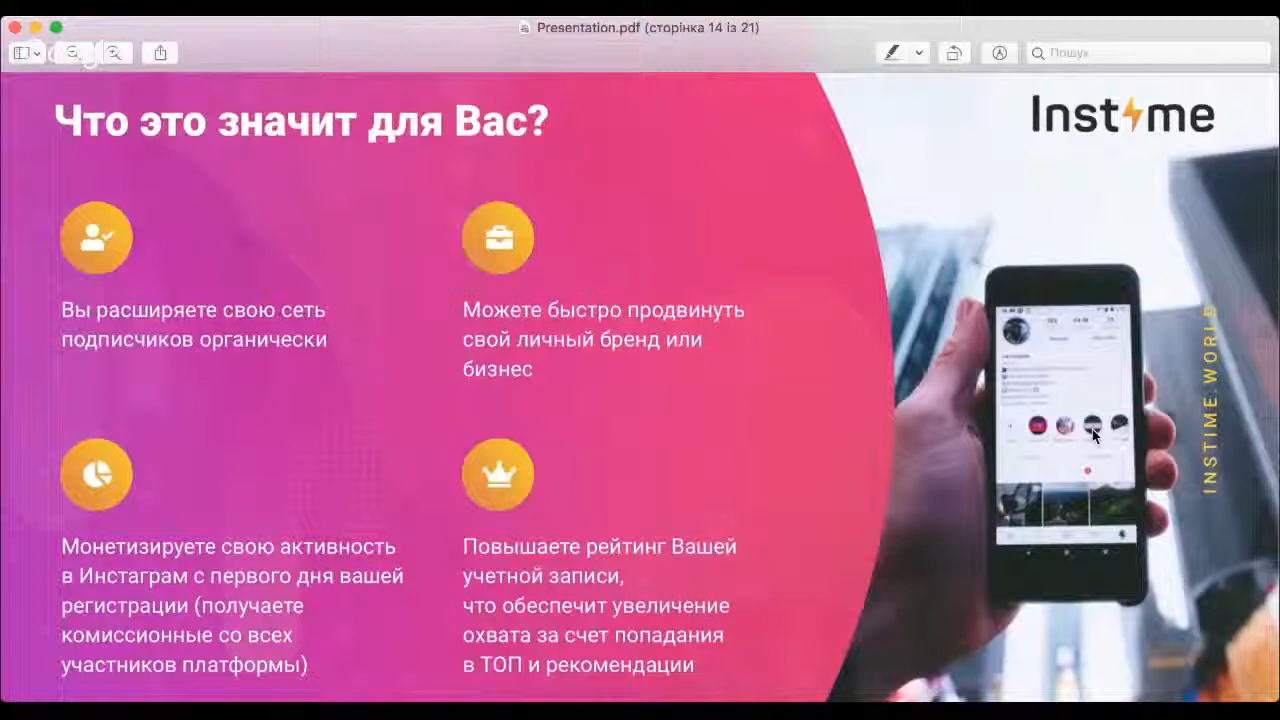 Presentation.pdf (сторінка 14 із 21)
Пошук
Что это значит для Вас?
Inst me
Вы расширяете свою сеть
подписчиков органически
Можете быстро продвинуть
свой личный бренд или
бизнес
Монетизируете свою активность
в Инстаграм с первого дня вашей
регистрации (получаете
комиссионные со всех
участников платформы)
Повышаете рейтинг Вашей
учетной записи,
что обеспечит увеличение
охвата за счет попадания
в ТОП и рекомендации
INSTIME.WORLD